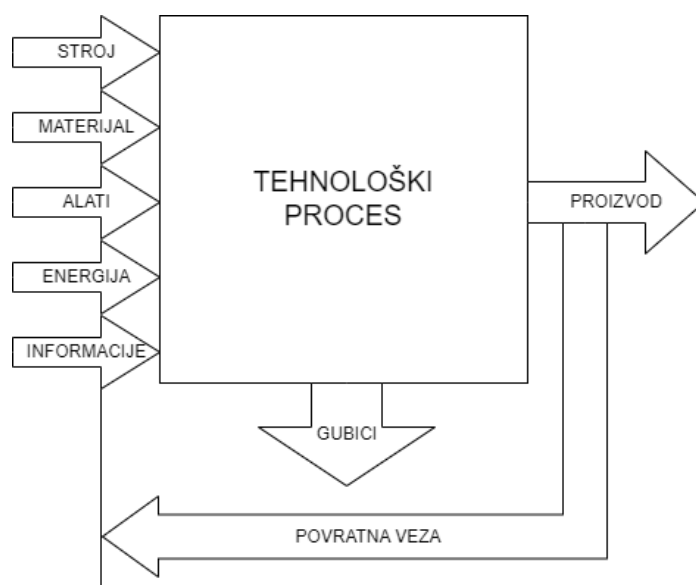 STROJ
MATERIJAL
ALATI
ENERGIJA
INFORMACIJE
TEHNOLOŠKI
PROCES
PROIZVOD
GUBICI
POVRATNA VEZA